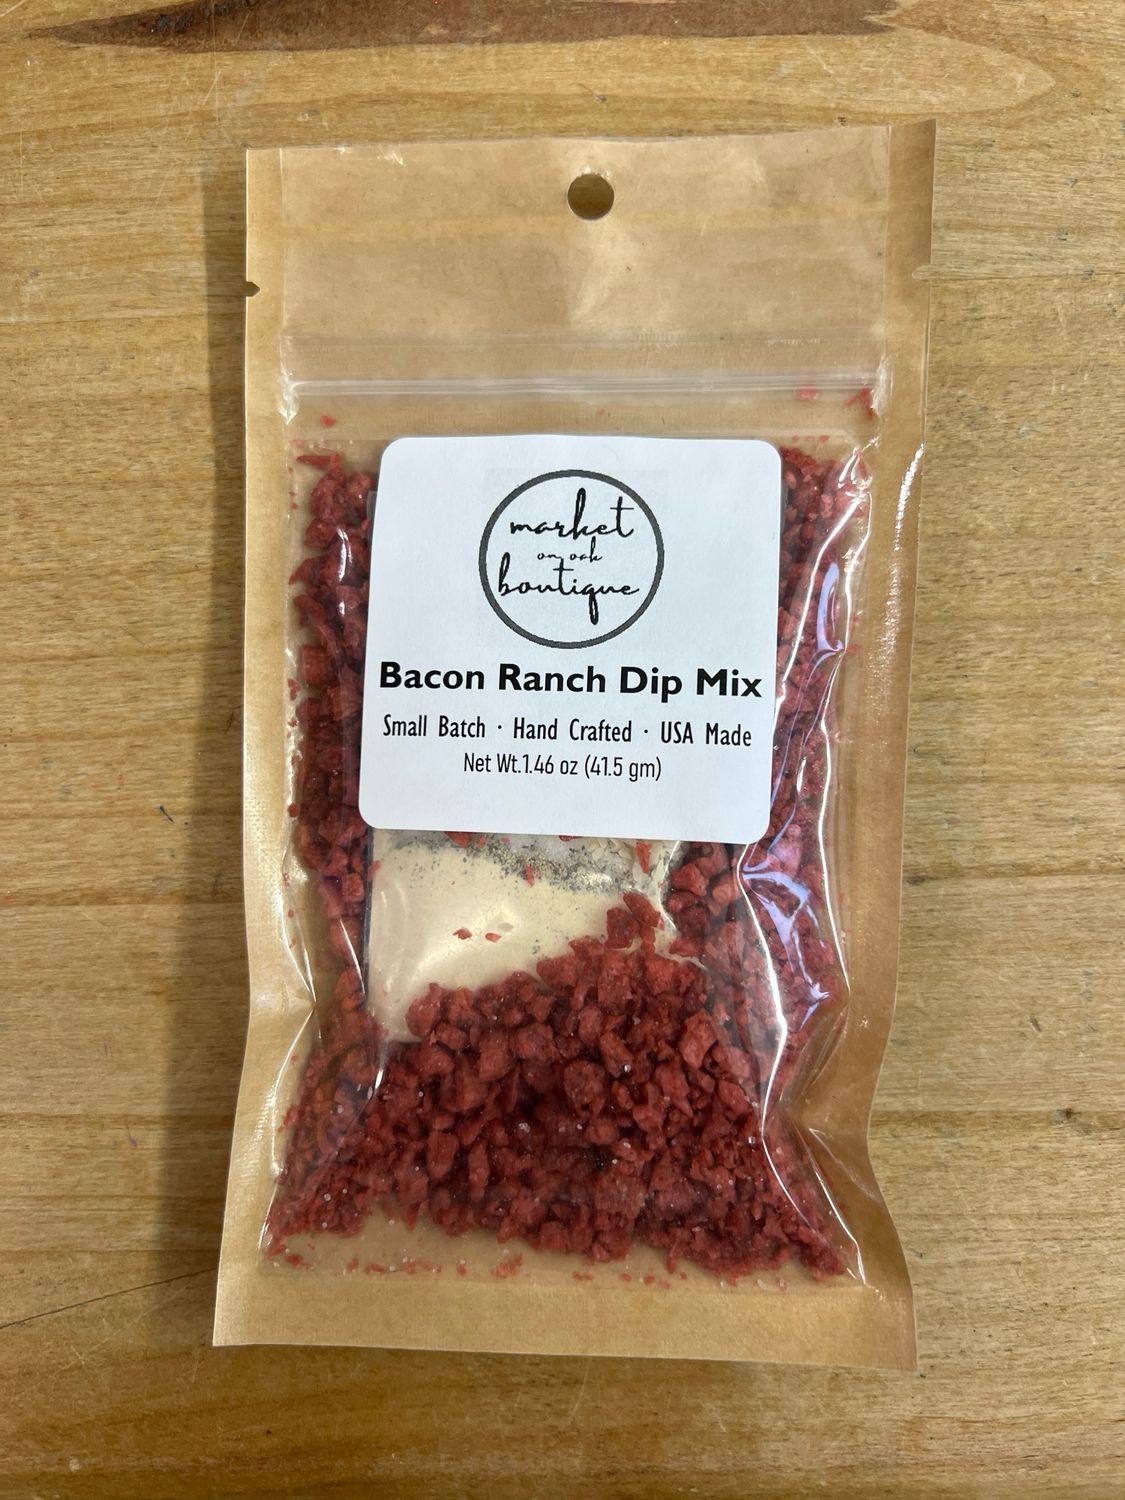 market
on oak
boutique
Bacon Ranch Dip Mix
Small Batch · Hand Crafted · USA Made
Net Wt.1.46 oz (41.5 gm)